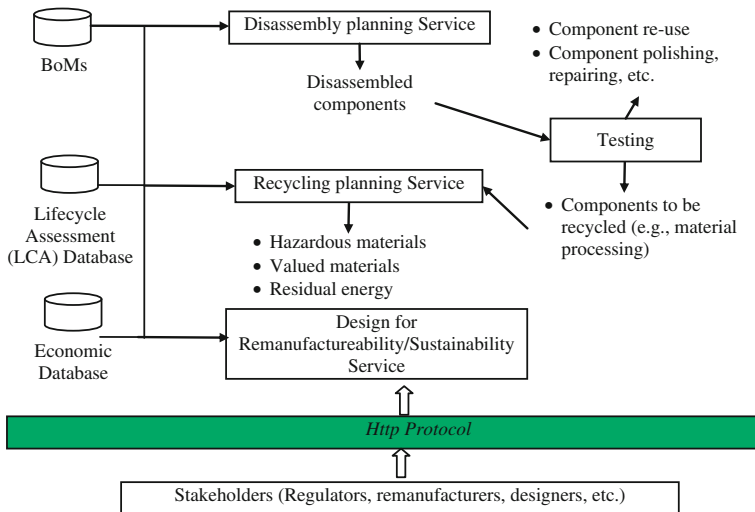 BoMs
Disassembly planning Service
Disassembled
components
• Component re-use
• Component polishing,
repairing, etc.
Testing
Lifecycle
Assessment
(LCA) Database
Recycling planning Service
• Hazardous materials
• Valued materials
• Residual energy
• Components to be
recycled (e.g., material
processing)
Economic
Database
Design for
Remanufactureability/Sustainability
Service
Http Protocol
Stakeholders (Regulators, remanufacturers, designers, etc.)